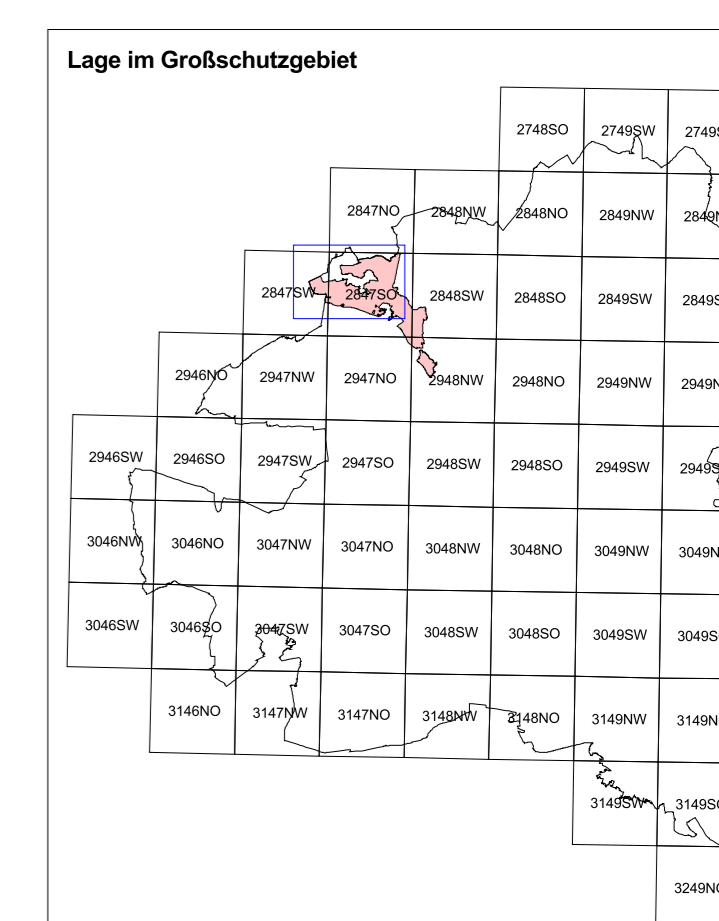 Lage im Großschutzgebiet
2748SO 2749SW
2847NO 2848NW 2848NO 2849NW
2847SW 2847SO 2848SW 2848SO 2849SW
2946NO 2947NW 2947NO 2948NW 2948NO 2949NW
2946SW 2946SO 2947SW 2947SO 2948SW 2948SO 2949SW
3046NW 3046NO 3047NW 3047NO 3048NW 3048NO 3049NW
3046SW 3046SO 3047SW 3047SO 3048SW 3048SO 3049SW
3146NO 3147NW 3147NO 3148NW 3148NO 3149NW
3149SW